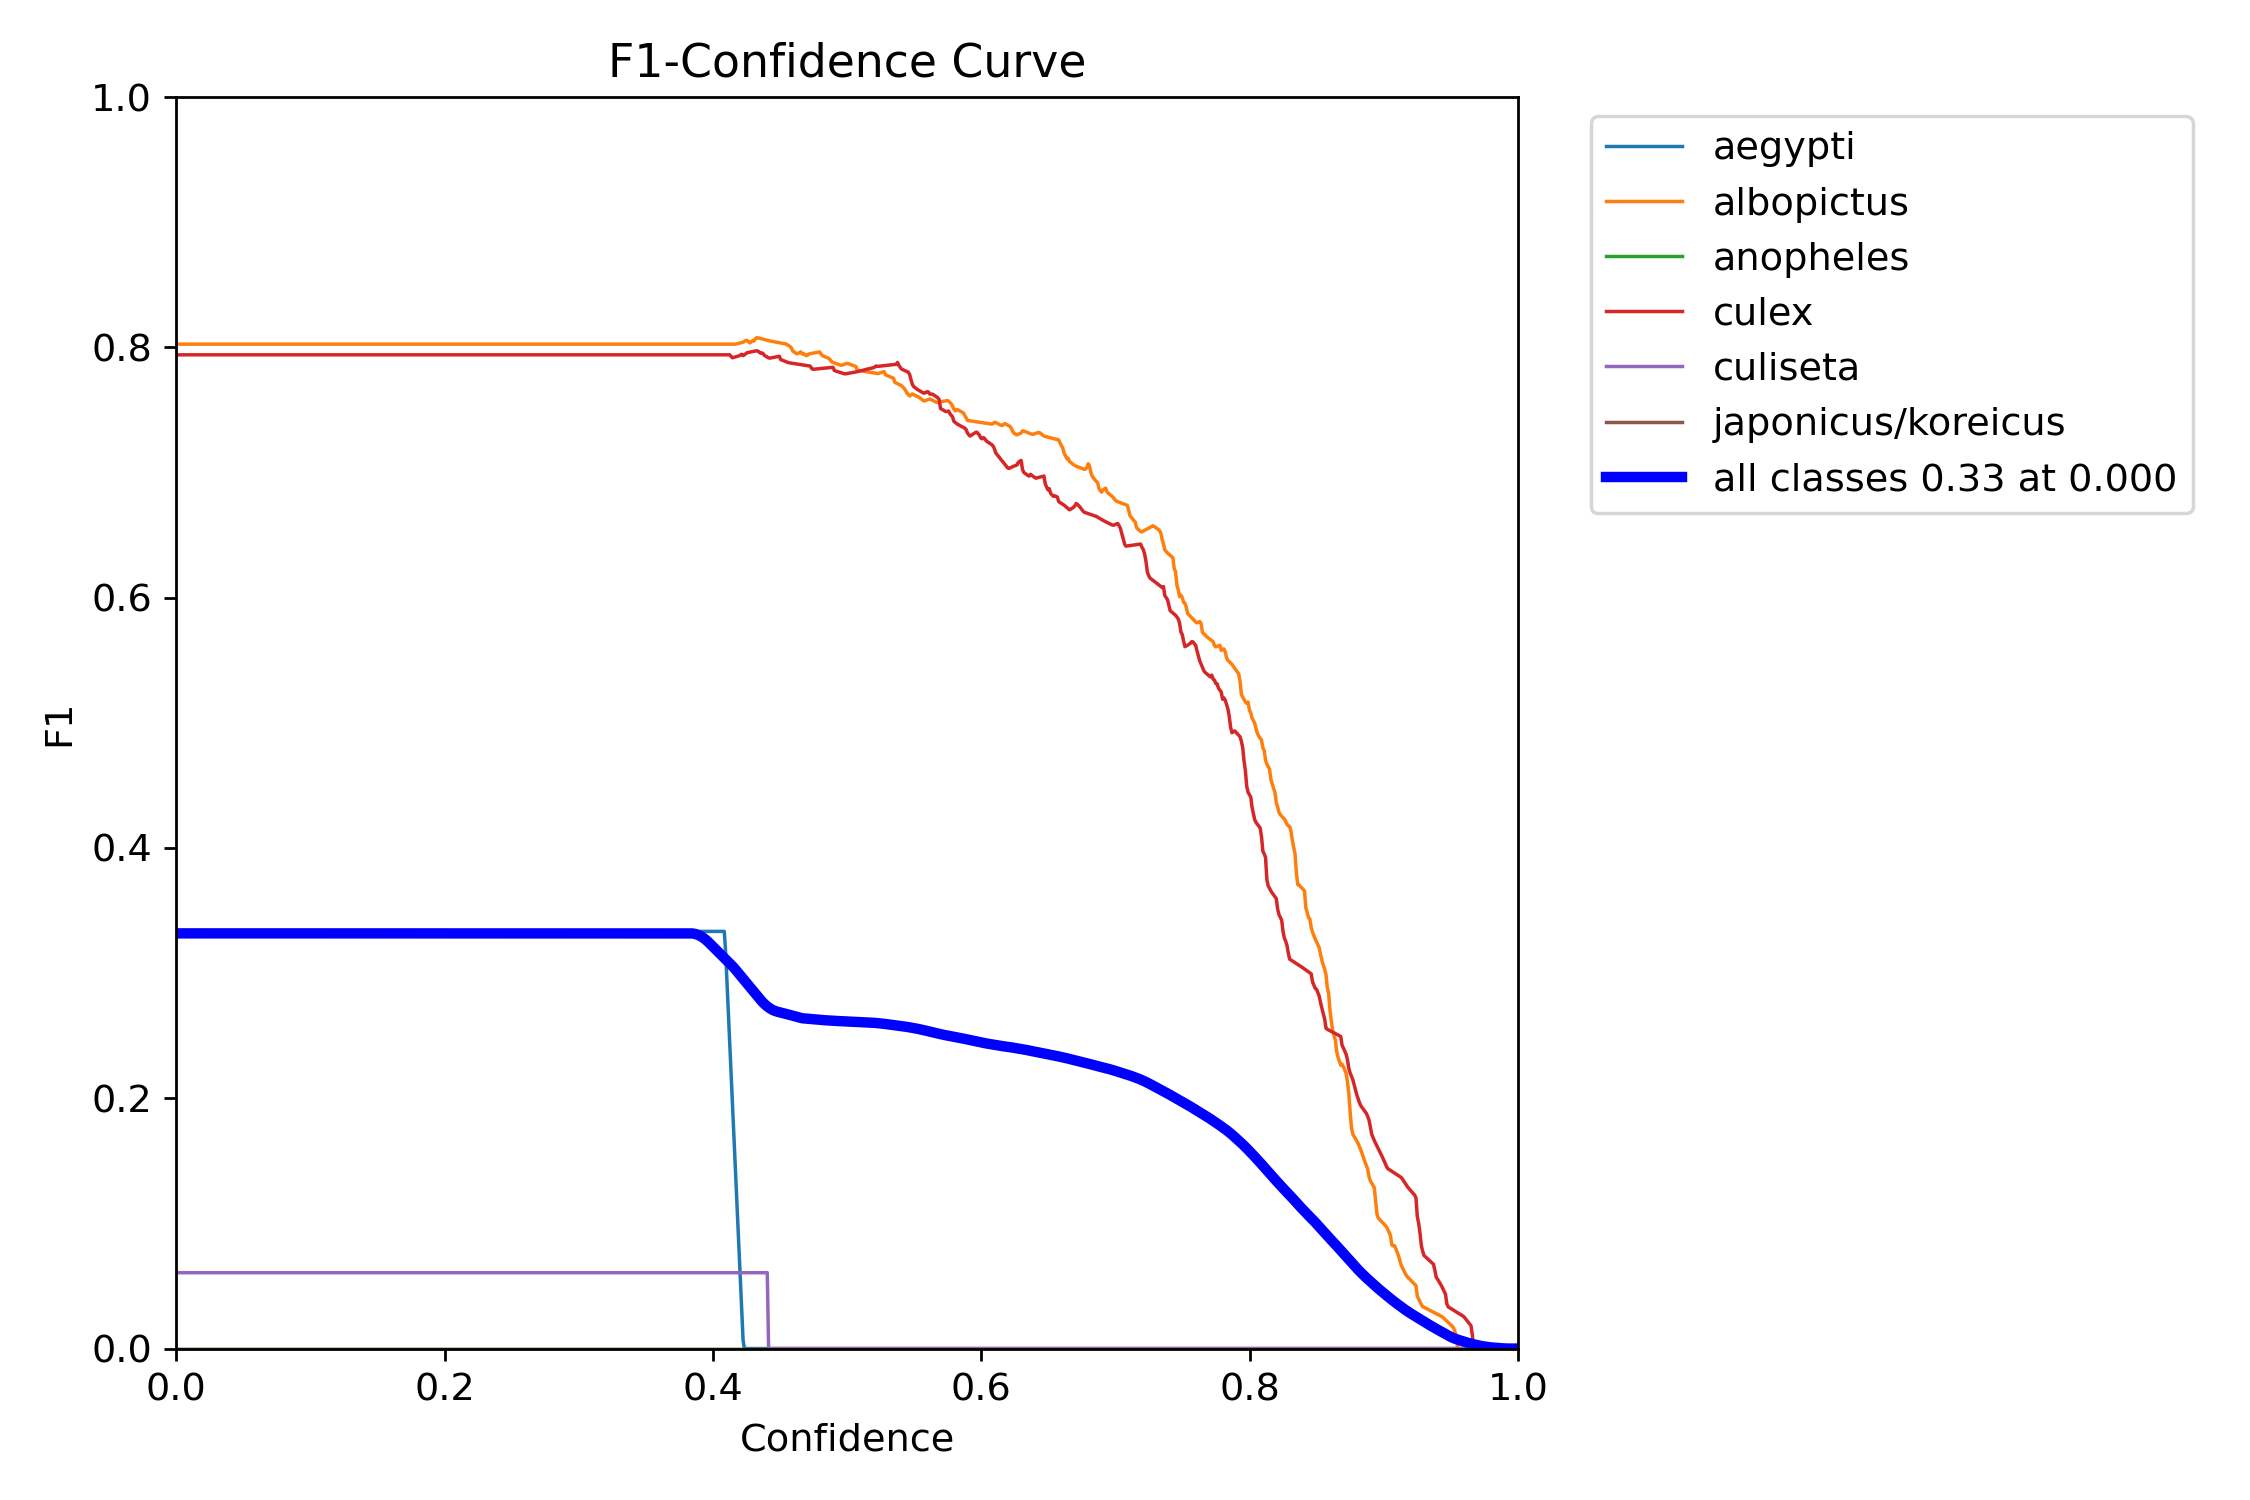 F1-Confidence Curve
1.0
0.8
0.6
0.4
0.2
0.0
F1
0.0 0.2 0.4 0.6 0.8 1.0
Confidence
aegypti
albopictus
anopheles
culex
culiseta
japonicus/koreicus
all classes 0.33 at 0.000